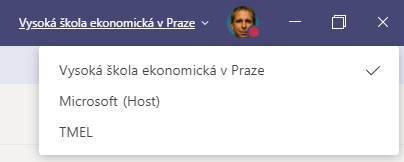 Vysoká škola ekonomická v Praze
Vysoká škola ekonomická v Praze
Microsoft (Host)
TMEL